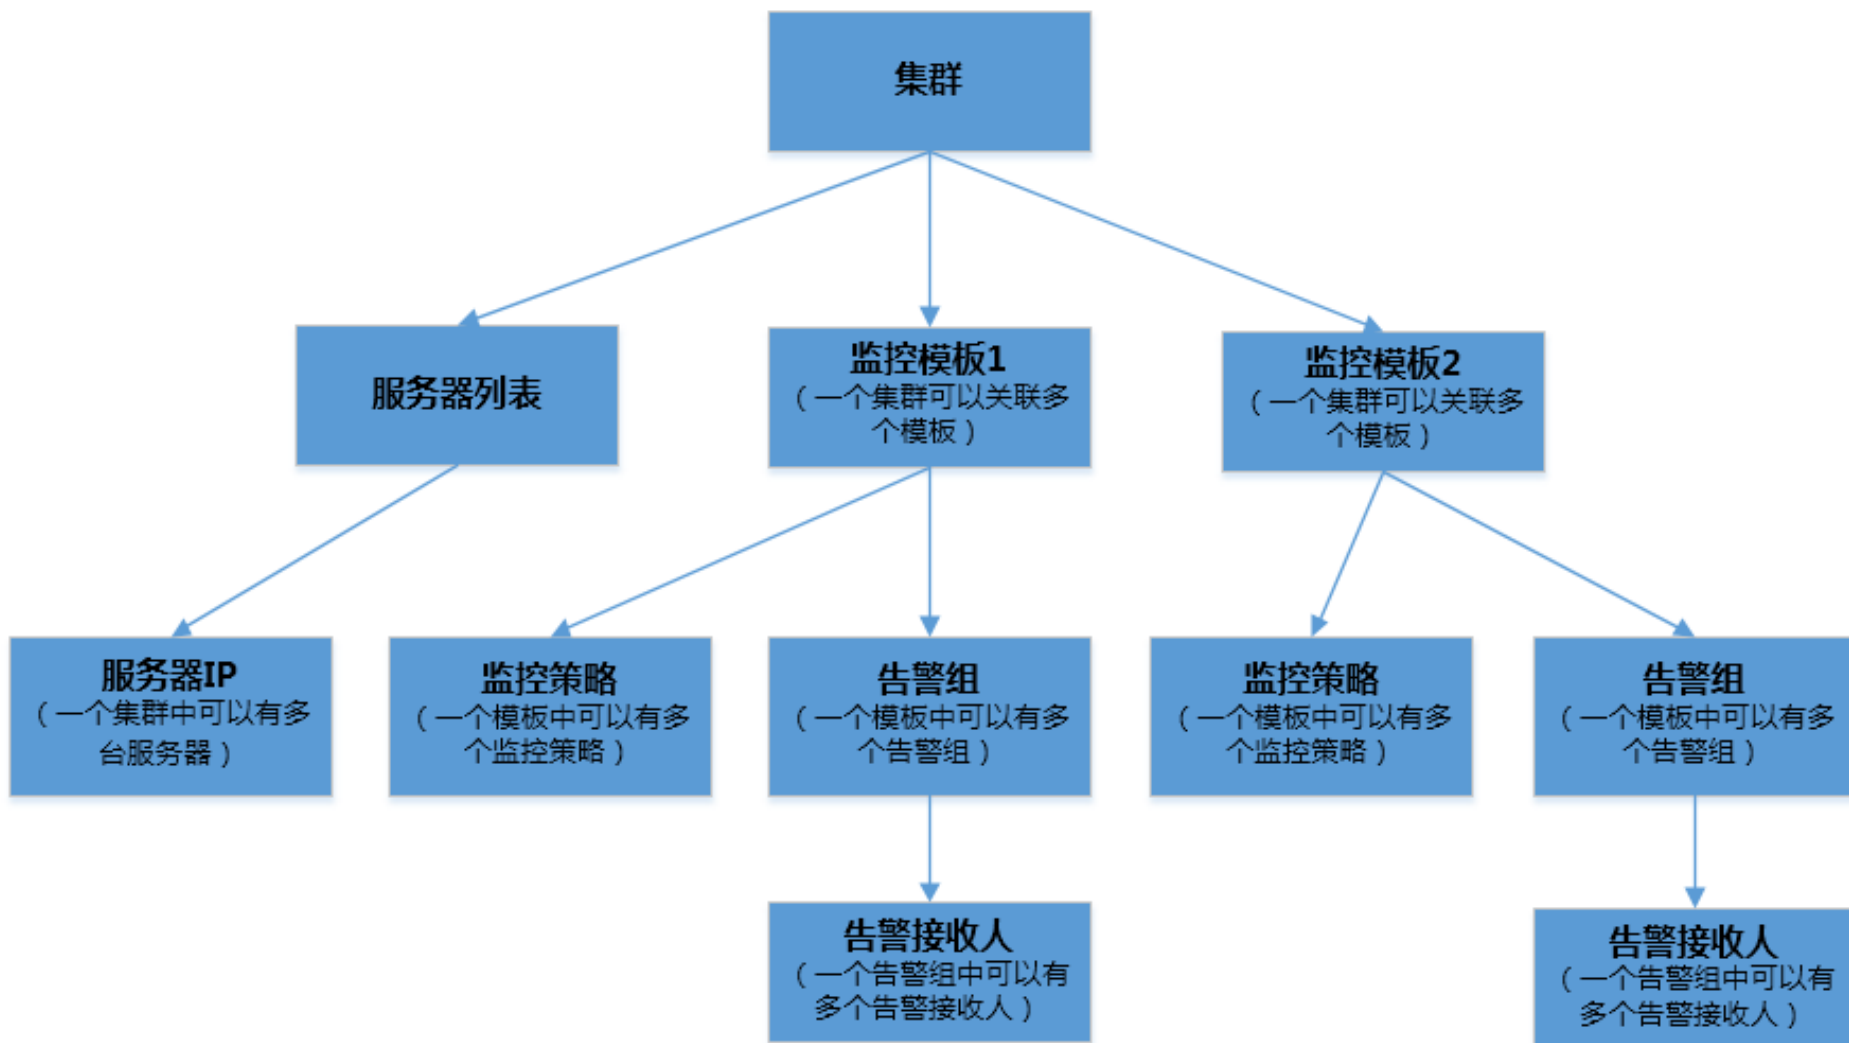 集群
服务器列表
监控模板1
（一个集群可以关联多
个模板）
监控模板2
（一个集群可以关联多
个模板）
服务器IP
（一个集群中可以有多
台服务器）
监控策略
（一个模板中可以有多
个监控策略）
告警组
（一个模板中可以有多
个告警组）
监控策略
（一个模板中可以有多
个监控策略）
告警组
（一个模板中可以有多
个告警组）
告警接收人
（一个告警组中可以有
多个告警接收人）
告警接收人
（一个告警组中可以有
多个告警接收人）